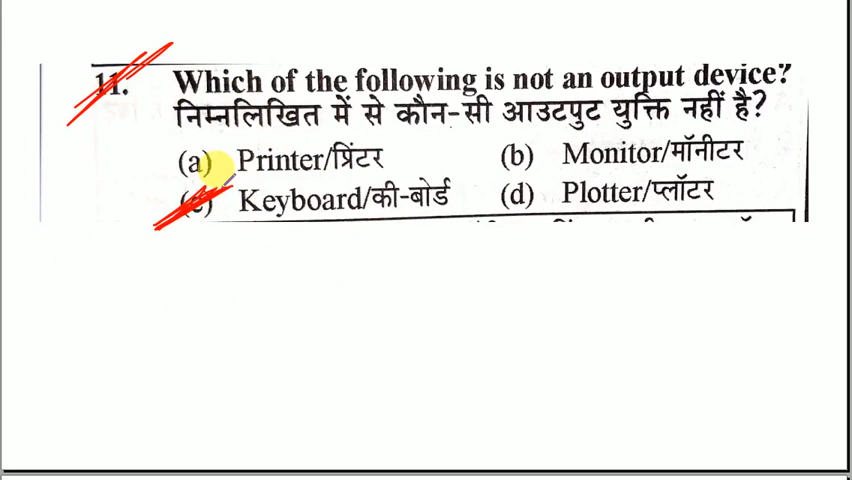 11. Which of the following is not an output device?
निम्नलिखित में से कौन-सी आउटपुट युक्ति नहीं है?
(a) Printer/प्रिंटर (b) Monitor/मॉनीटर
(c) Keyboard/की-बोर्ड (d) Plotter/प्लॉटर